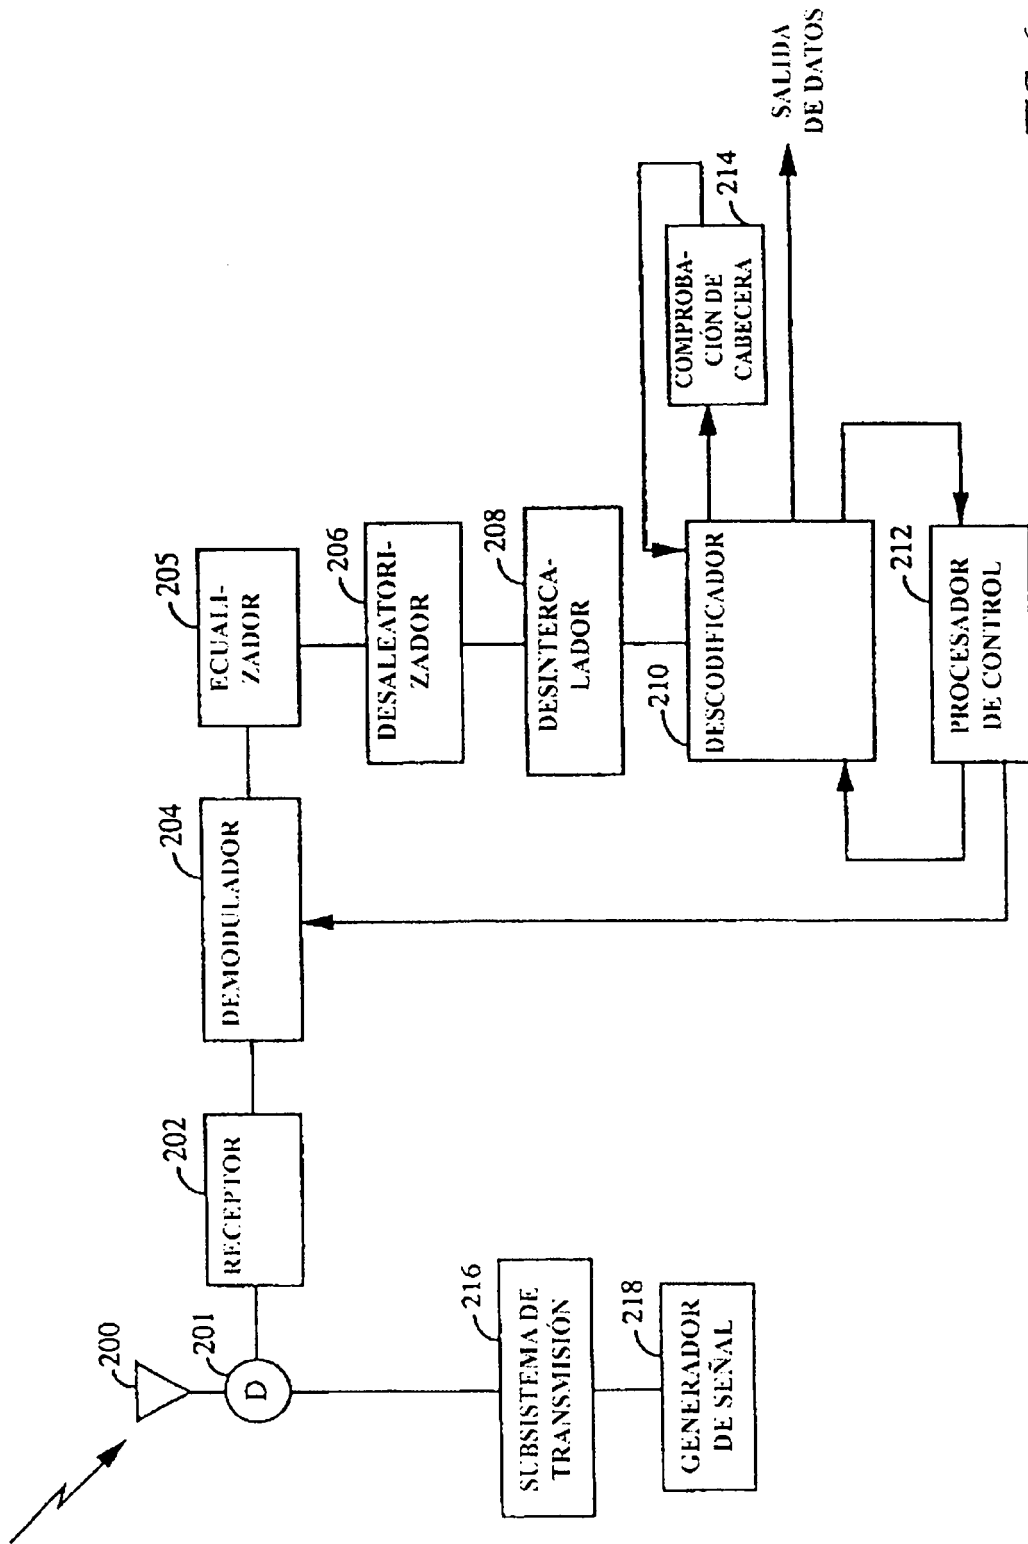 200
201
D
202
RECEPTOR
204
DEMODULADOR
205
ECUALI-
ZADOR
206
DESALEATORI-
ZADOR
208
DESINTERCA-
LADOR
210
DESCODIFICADOR
214
COMPROBA-
CIÓN DE
CABECERA
SALIDA
DE DATOS
212
PROCESADOR
DE CONTROL
216
SUBSISTEMA DE
TRANSMISIÓN
218
GENERADOR
DE SEÑAL